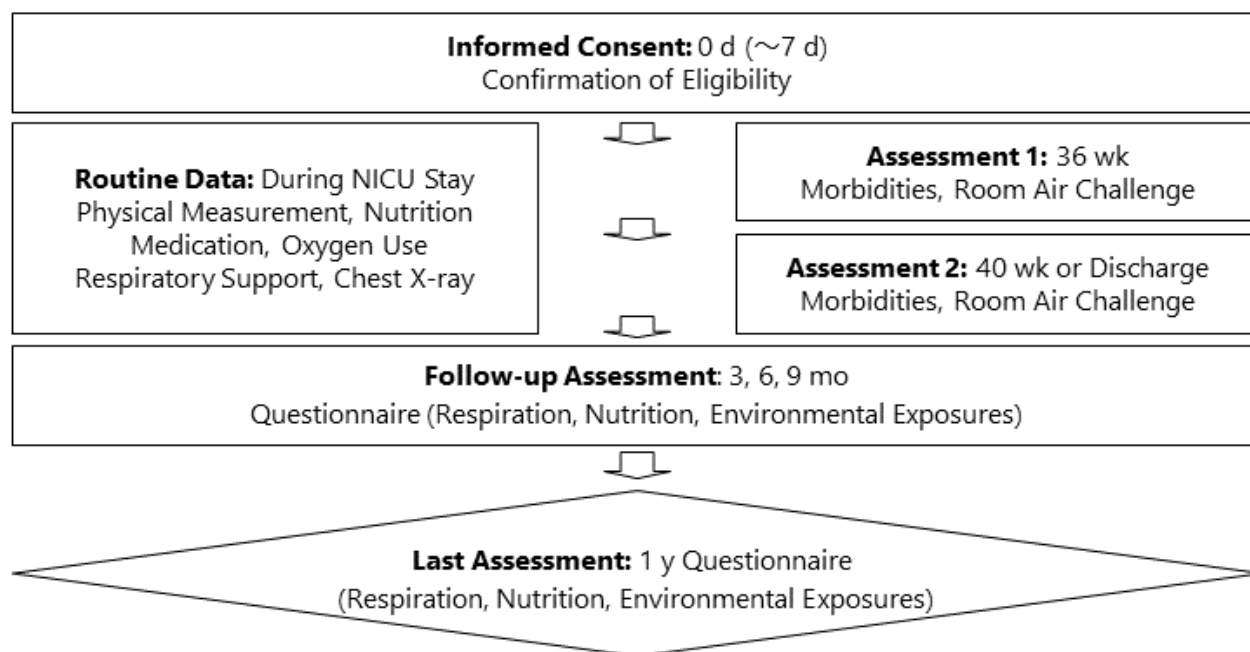 Informed Consent: 0 d (～7 d)
Confirmation of Eligibility
Routine Data: During NICU Stay
Physical Measurement, Nutrition
Medication, Oxygen Use
Respiratory Support, Chest X-ray
Assessment 1: 36 wk
Morbidities, Room Air Challenge
Assessment 2: 40 wk or Discharge
Morbidities, Room Air Challenge
Follow-up Assessment: 3, 6, 9 mo
Questionnaire (Respiration, Nutrition, Environmental Exposures)
Last Assessment: 1 y Questionnaire
(Respiration, Nutrition, Environmental Exposures)